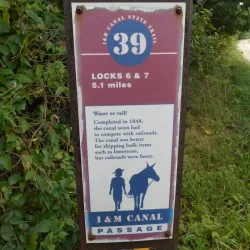 I & M CANAL STATE TRAIL
39
LOCKS 6 & 7
5.1 miles
Water or rail?
Completed in 1848,
the canal soon had
to compete with railroads.
The canal was better
for shipping bulk items
such as limestone,
but railroads were faster.
I & M CANAL
PASSAGE